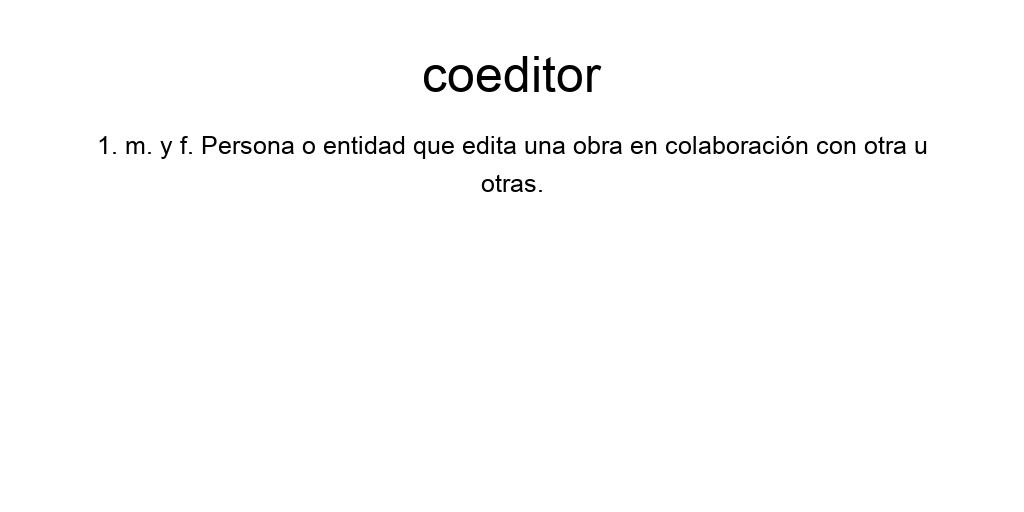 coeditor
1. m. y f. Persona o entidad que edita una obra en colaboración con otra u
otras.